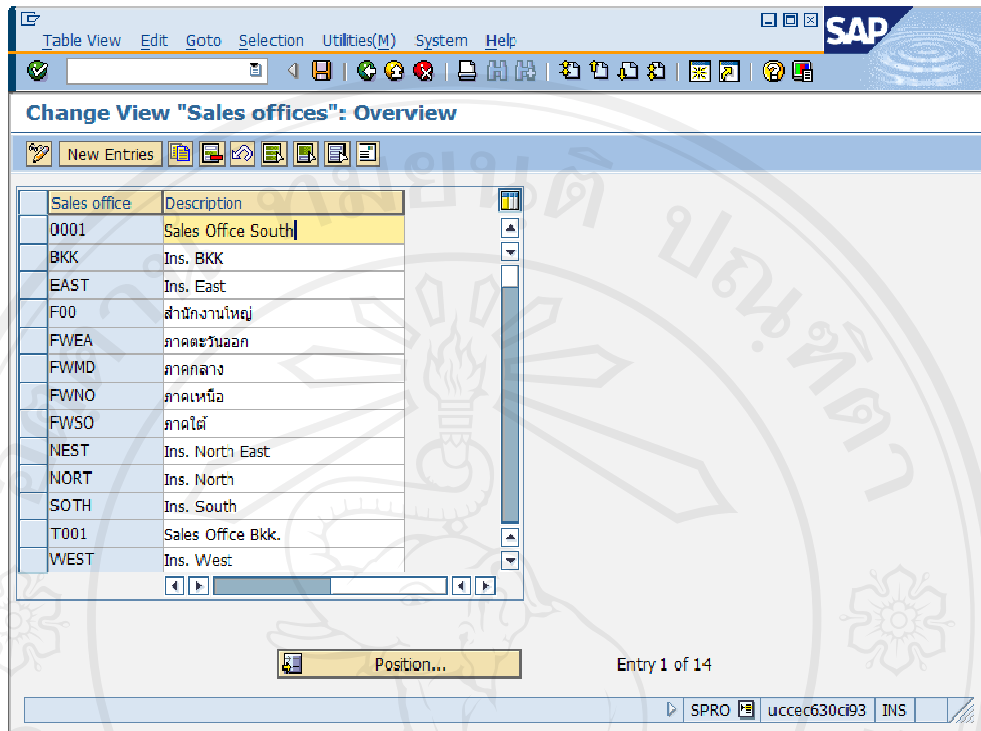 Table View Edit Goto Selection Utilities(M) System Help
SAP
Change View "Sales offices": Overview
New Entries
Sales office Description
0001 Sales Offce South
BKK Ins. BKK
EAST Ins. East
F00 สำนักงานใหญ่
FWEA ภาคตะวันออก
FWMD ภาคกลาง
FWNO ภาคเหนือ
FWSO ภาคใต้
NEST Ins. North East
NORT Ins. North
SOTH Ins. South
T001 Sales Offce Bkk.
WEST Ins. West
Position... Entry 1 of 14
SPRO uccec630ci93 INS